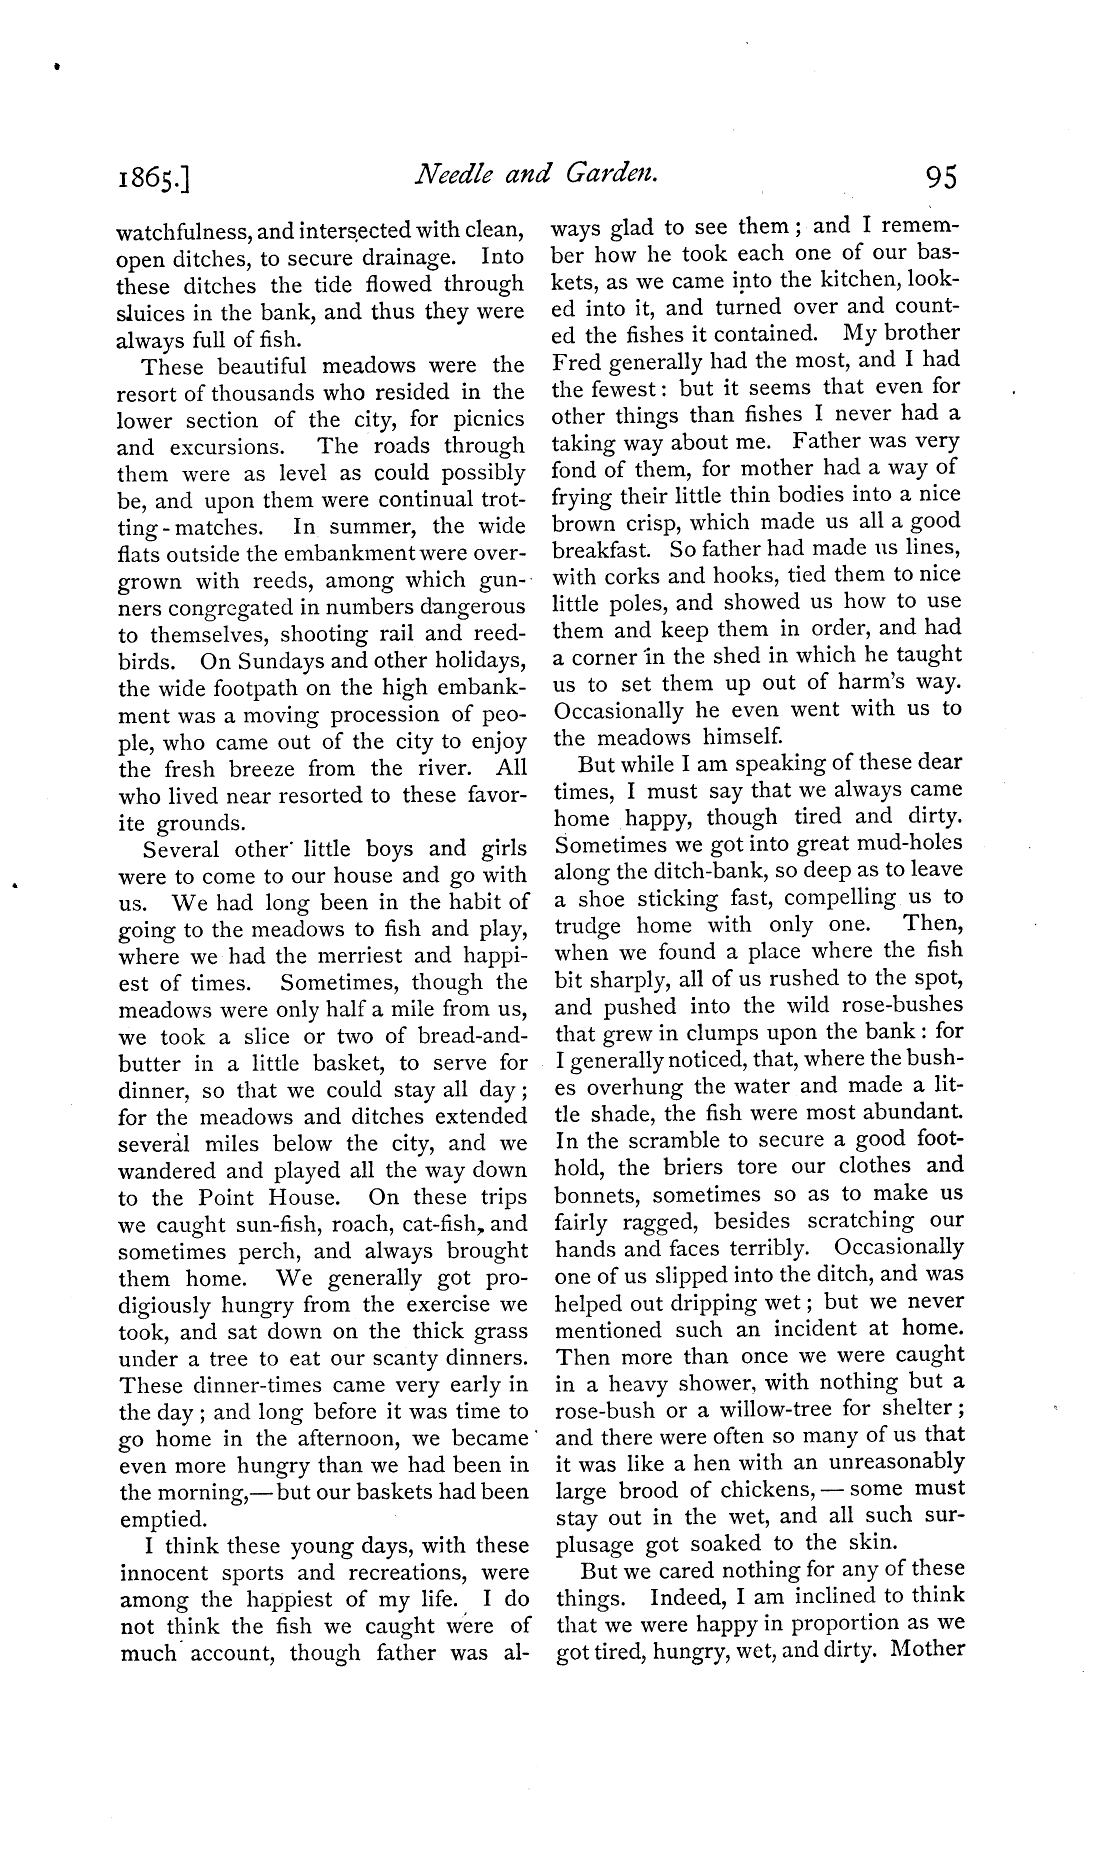 1865.] Needle and Garden. 95
watchfulness, and intersected with clean,
open ditches, to secure drainage. Into
these ditches the tide flowed through
sluices in the bank, and thus they were
always full of fish.
These beautiful meadows were the
resort of thousands who resided in the
lower section of the city, for picnics
and excursions. The roads through
them were as level as could possibly
be, and upon them were continual trot-
ting-matches. In summer, the wide
flats outside the embankment were over-
grown with reeds, among which gun-
ners congregated in numbers dangerous
to themselves, shooting rail and reed-
birds. On Sundays and other holidays,
the wide footpath on the high embank-
ment was a moving procession of peo-
ple, who came out of the city to enjoy
the fresh breeze from the river. All
who lived near resorted to these favor-
ite grounds.
Several other little boys and girls
were to come to our house and go with
us. We had long been in the habit of
going to the meadows to fish and play,
where we had the merriest and happi-
est of times. Sometimes, though the
meadows were only half a mile from us,
we took a slice or two of bread-and-
butter in a little basket, to serve for
dinner, so that we could stay all day;
for the meadows and ditches extended
several miles below the city, and we
wandered and played all the way down
to the Point House. On these trips
we caught sun-fish, roach, cat-fish, and
sometimes perch, and always brought
them home. We generally got pro-
digiously hungry from the exercise we
took, and sat down on the thick grass
under a tree to eat our scanty dinners.
These dinner-times came very early in
the day; and long before it was time to
go home in the afternoon, we became
even more hungry than we had been in
the morning,—but our baskets had been
emptied.
I think these young days, with these
innocent sports and recreations, were
among the happiest of my life. I do
not think the fish we caught were of
much account, though father was al-
ways glad to see them; and I remem-
ber how he took each one of our bas-
kets, as we came into the kitchen, look-
ed into it, and turned over and count-
ed the fishes it contained. My brother
Fred generally had the most, and I had
the fewest: but it seems that even for
other things than fishes I never had a
taking way about me. Father was very
fond of them, for mother had a way of
frying their little thin bodies into a nice
brown crisp, which made us all a good
breakfast. So father had made us lines,
with corks and hooks, tied them to nice
little poles, and showed us how to use
them and keep them in order, and had
a corner in the shed in which he taught
us to set them up out of harm's way.
Occasionally he even went with us to
the meadows himself.
But while I am speaking of these dear
times, I must say that we always came
home happy, though tired and dirty.
Sometimes we got into great mud-holes
along the ditch-bank, so deep as to leave
a shoe sticking fast, compelling us to
trudge home with only one. Then,
when we found a place where the fish
bit sharply, all of us rushed to the spot,
and pushed into the wild rose-bushes
that grew in clumps upon the bank: for
I generally noticed, that, where the bush-
es overhung the water and made a lit-
tle shade, the fish were most abundant.
In the scramble to secure a good foot-
hold, the briers tore our clothes and
bonnets, sometimes so as to make us
fairly ragged, besides scratching our
hands and faces terribly. Occasionally
one of us slipped into the ditch, and was
helped out dripping wet; but we never
mentioned such an incident at home.
Then more than once we were caught
in a heavy shower, with nothing but a
rose-bush or a willow-tree for shelter;
and there were often so many of us that
it was like a hen with an unreasonably
large brood of chickens,—some must
stay out in the wet, and all such sur-
plusage got soaked to the skin.
But we cared nothing for any of these
things. Indeed, I am inclined to think
that we were happy in proportion as we
got tired, hungry, wet, and dirty. Mother